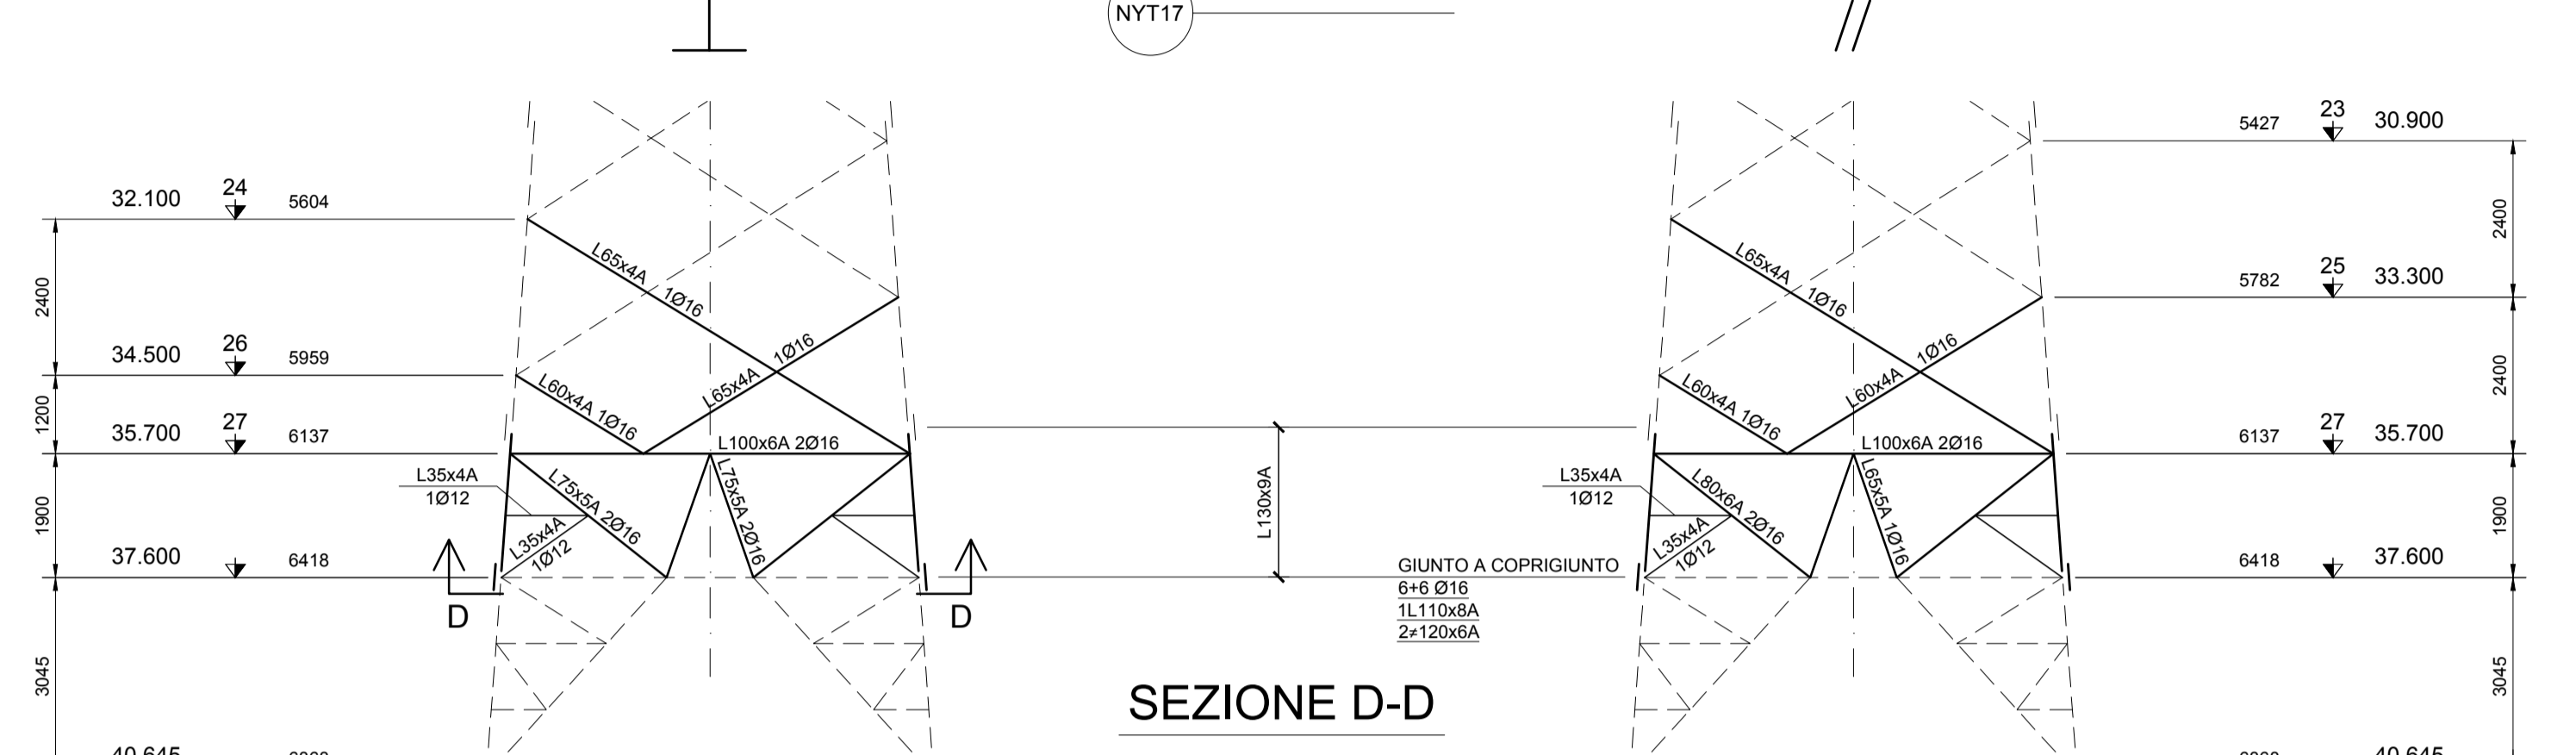 NYT17
23
5427
30.900
24
32.100
5604
2400
L65x4A
1Ø16
L65x4A
1Ø16
2400
25
5782
33.300
26
34.500
5959
1200
L60x4A 1Ø16
L65x4A
1Ø16
L60x4A 1Ø16
L60x4A
1Ø16
2400
27
35.700
6137
L100x6A 2Ø16
L100x6A 2Ø16
27
6137
35.700
L35x4A
1Ø12
L75x5A 2Ø16
L75x5A 2Ø16
L35x4A
1Ø12
1900
L130x9A
L35x4A
1Ø12
L80x6A 2Ø16
L65x5A 1Ø16
L35x4A
1Ø12
1900
37.600
6418
GIUNTO A COPRIGIUNTO
6+6 Ø16
1L110x8A
2≠120x6A
6418
37.600
D
D
3045
SEZIONE D-D
3045
40.645
40.645